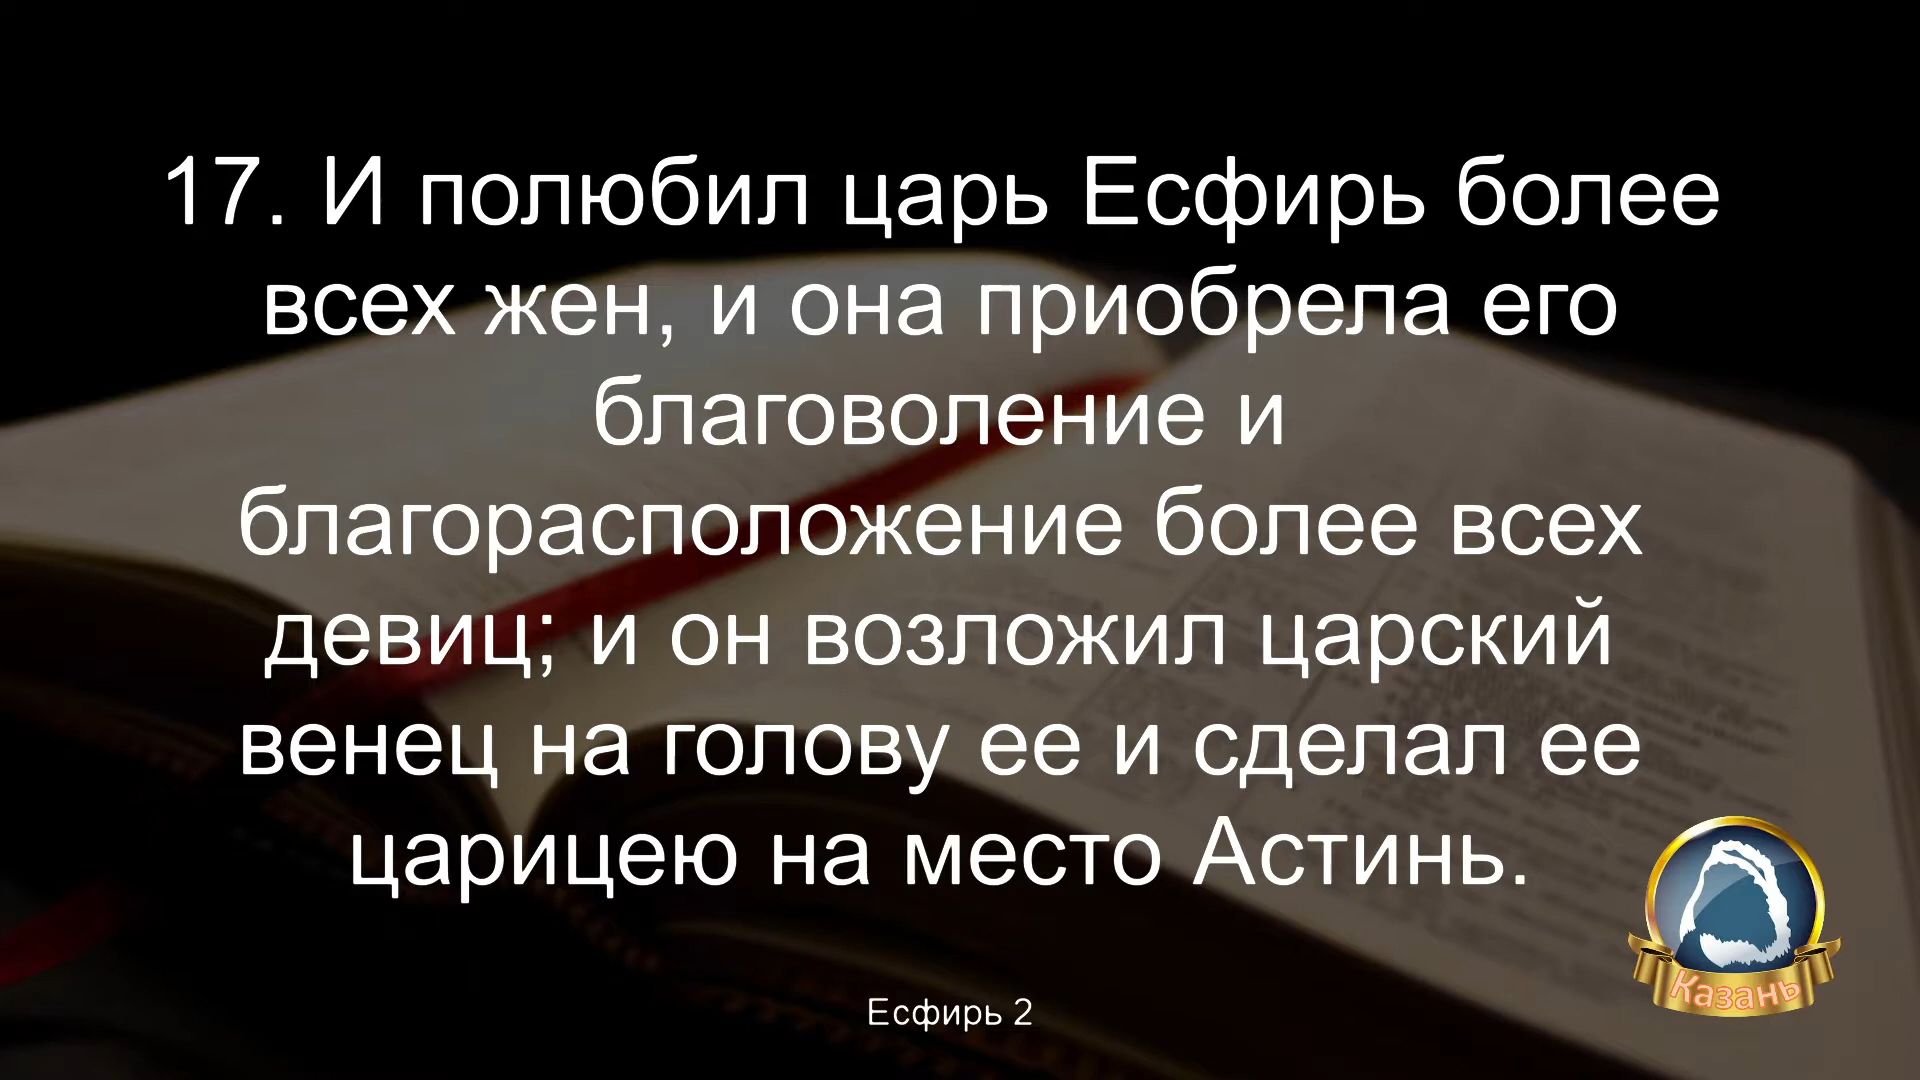 17. И полюбил царь Есфирь более
всех жен, и она приобрела его
благоволение и
благорасположение более всех
девиц; и он возложил царский
венец на голову ее и сделал ее
царицею на место Астинь.
Есфирь 2
Казань